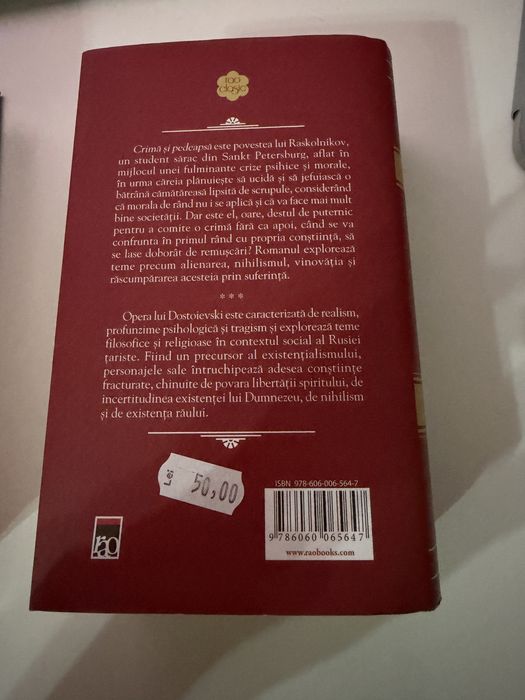 rao
clasic
Crimă și pedeapsă este povestea lui Raskolnikov,
un student sărac din Sankt Petersburg, aflat în
mijlocul unei fulminante crize psihice și morale,
în urma căreia plănuiește să ucidă și să jefuiască o
bătrână cămătăreasă lipsită de scrupule, considerând
că morala de rând nu i se aplică și că va face mai mult
bine societății. Dar este el, oare, destul de puternic
pentru a comite o crimă fără ca apoi, când se va
confrunta în primul rând cu propria conștiință, să
se lase doborât de remușcări? Romanul explorează
teme precum alienarea, nihilismul, vinovăția și
răscumpărarea acesteia prin suferință.
***
Opera lui Dostoievski este caracterizată de realism,
profunzime psihologică și tragism și explorează teme
filosofice și religioase în contextul social al Rusiei
țariste. Fiind un precursor al existențialismului,
personajele sale întruchipează adesea conștiințe
fracturate, chinuite de povara libertății spiritului, de
incertitudinea existenței lui Dumnezeu, de nihilism
și de existența răului.
Lei 50,00
ISBN 978-606-006-564-7
9 786060 065647
www.raobooks.com
rao